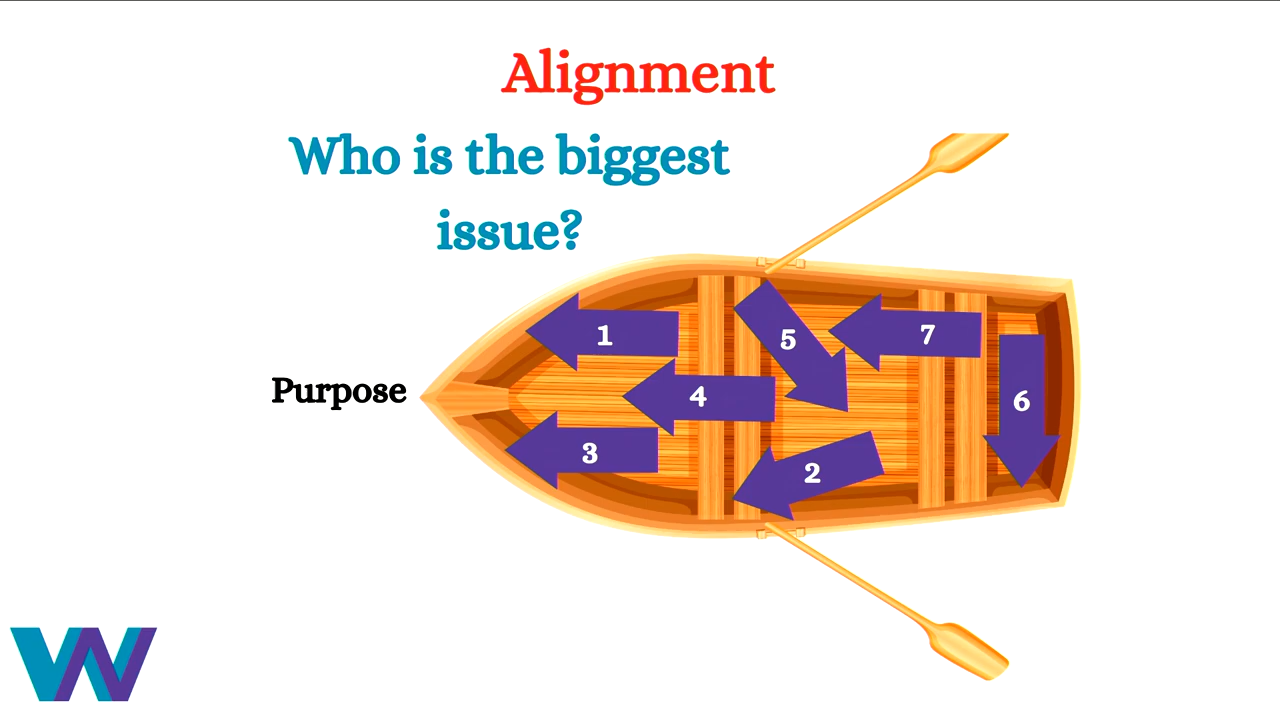 Alignment
Who is the biggest
issue?
Purpose
1
5
7
4
6
3
2
W